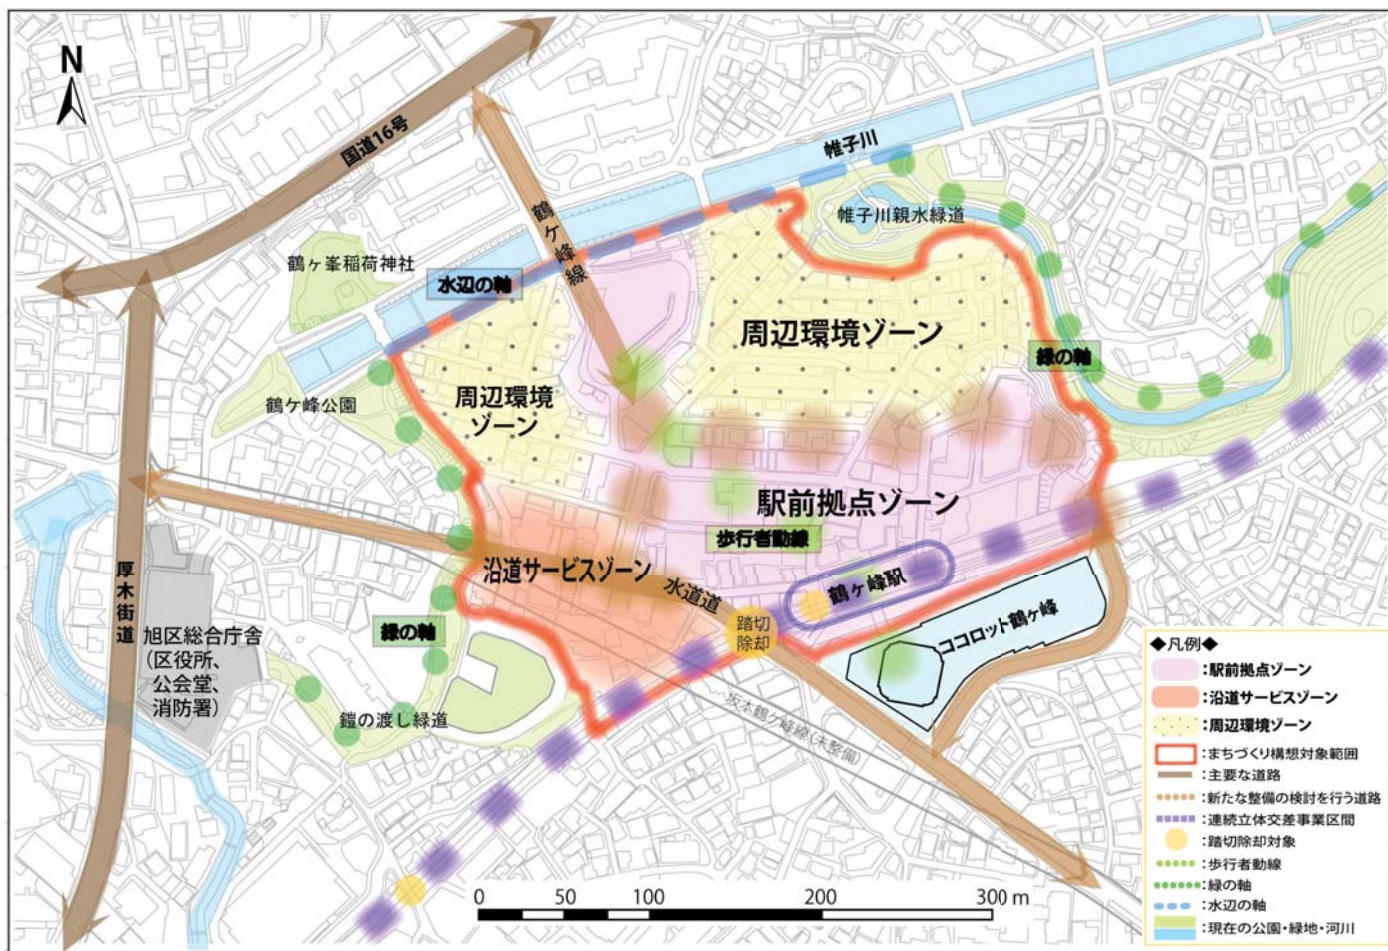 N
国道16号
鶴ケ峰線
帷子川
帷子川親水緑道
鶴ヶ峯稲荷神社
水辺の軸
周辺環境ゾーン
緑の軸
周辺環境
ゾーン
鶴ケ峰公園
駅前拠点ゾーン
歩行者動線
沿道サービスゾーン
水道道
鶴ヶ峰駅
厚木街道
踏切
除却
ココロット鶴ヶ峰
旭区総合庁舎
(区役所、
公会堂、
消防署)
緑の軸
鎧の渡し緑道
坂本鶴ヶ峰線(未整備)
0 50 100 200 300 m
◆凡例◆
:駅前拠点ゾーン
:沿道サービスゾーン
:周辺環境ゾーン
:まちづくり構想対象範囲
:主要な道路
:新たな整備の検討を行う道路
:連続立体交差事業区間
:踏切除却対象
:歩行者動線
:緑の軸
:水辺の軸
:現在の公園・緑地・河川